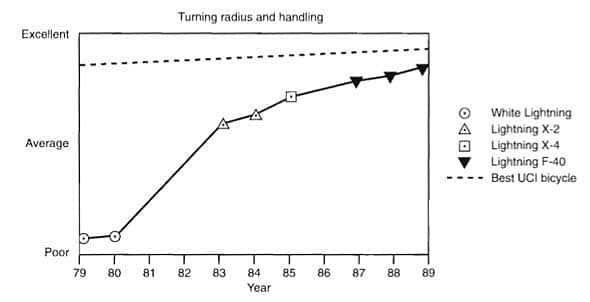 Turning radius and handling
Excellent
Average
Poor
79 80 81 82 83 84 85 86 87 88 89
Year
White Lightning
Lightning X-2
Lightning X-4
Lightning F-40
Best UCI bicycle